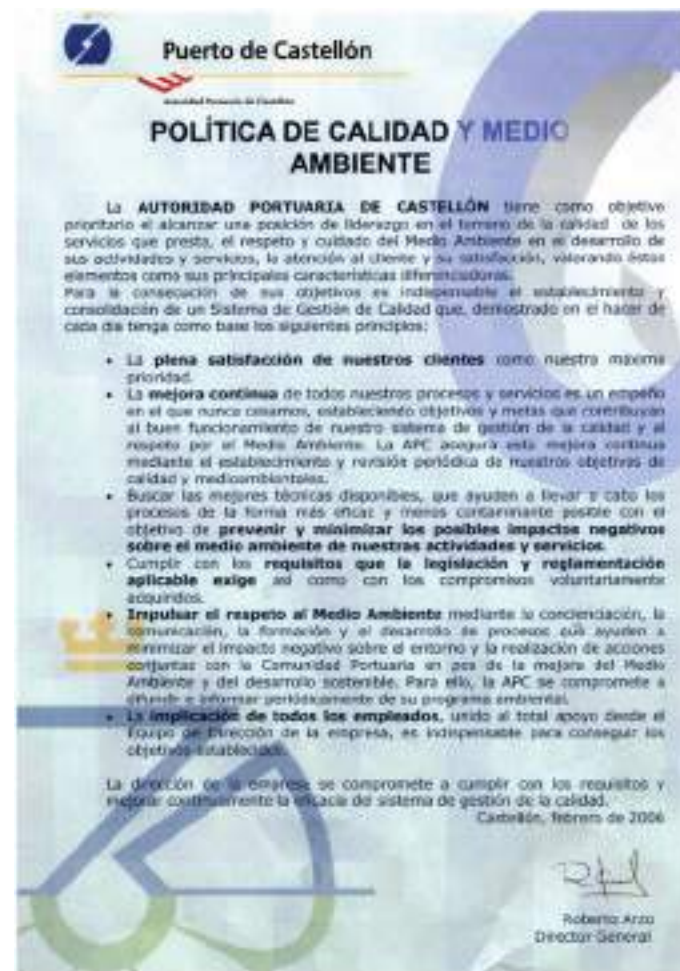 Puerto de Castellón
Autoridad Portuaria de Castellón
POLÍTICA DE CALIDAD Y MEDIO
AMBIENTE
La AUTORIDAD PORTUARIA DE CASTELLÓN tiene como objetivo
prioritario el alcanzar una posición de liderazgo en el terreno de la calidad de los
servicios que presta, el respeto y cuidado del Medio Ambiente en el desarrollo de
sus actividades y servicios, la atención al cliente y su satisfacción, valorando éstos
elementos como sus principales características diferenciadoras.
Para la consecución de sus objetivos es indispensable el establecimiento y
consolidación de un Sistema de Gestión de Calidad que, demostrado en el hacer de
cada día tenga como base los siguientes principios:
• La plena satisfacción de nuestros clientes como nuestra maxima
prioridad.
• La mejora continua de todos nuestros procesos y servicios es un empeño
en el que nunca cesamos, estableciendo objetivos y metas que contribuyan
al buen funcionamiento de nuestro sistema de gestión de la calidad y al
respeto por el Medio Ambiente. La APC asegura esta mejora continua
mediante el establecimiento y revisión periódica de nuestros objetivos de
calidad y medioambientales.
• Buscar las mejores técnicas disponibles, que ayuden a llevar a cabo los
procesos de la forma más eficaz y menos contaminante posible con el
objetivo de prevenir y minimizar los posibles impactos negativos
sobre el medio ambiente de nuestras actividades y servicios.
• Cumplir con los requisitos que la legislación y reglamentación
aplicable exige así como con los compromisos voluntariamente
adquiridos.
• Impulsar el respeto al Medio Ambiente mediante la concienciación, la
comunicación, la formación y el desarrollo de procesos que ayuden a
minimizar el impacto negativo sobre el entorno y la realización de acciones
conjuntas con la Comunidad Portuaria en pos de la mejora del Medio
Ambiente y del desarrollo sostenible. Para ello, la APC se compromete a
difundir e informar periódicamente de su programa ambiental.
• La implicación de todos los empleados, unido al total apoyo desde el
Equipo de Dirección de la empresa, es indispensable para conseguir los
objetivos establecidos.
La dirección de la empresa se compromete a cumplir con los requisitos y
mejorar continuamente la eficacia del sistema de gestión de la calidad.
Castellón, febrero de 2006
Roberto Arzo
Director General